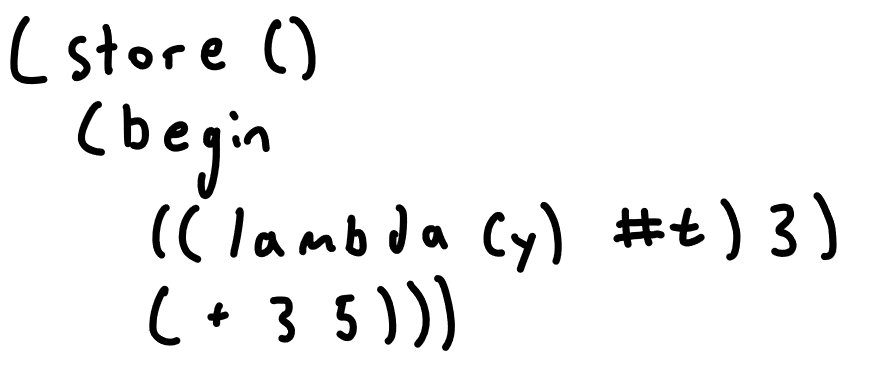 (store ()
(begin
((lambda (y) #t) 3)
(+ 3 5)))